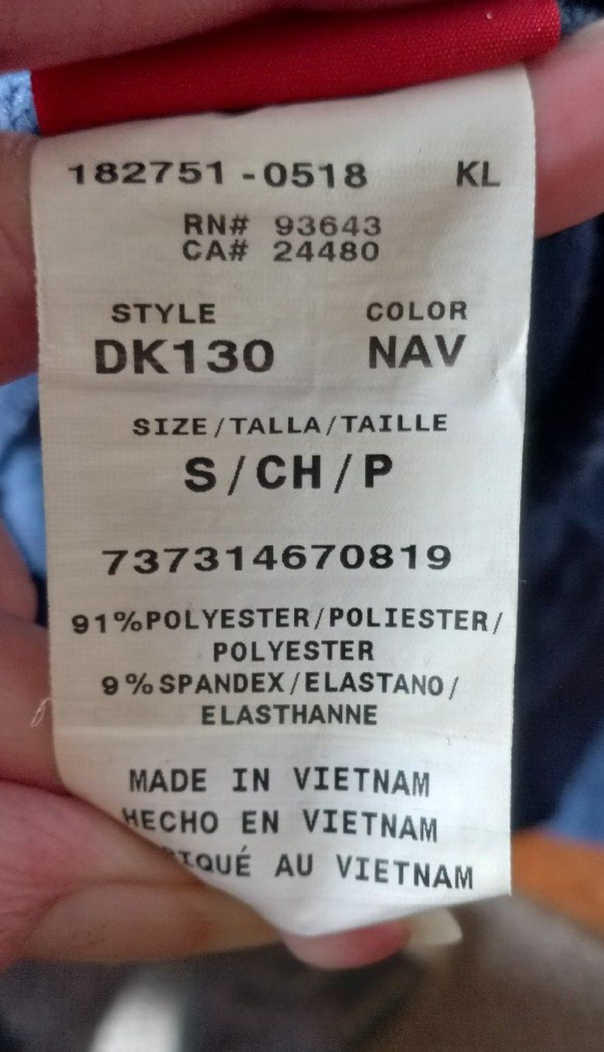 182751-0518 KL
RN# 93643
CA# 24480
STYLE COLOR
DK130 NAV
SIZE/TALLA/TAILLE
S/CH/P
737314670819
91%POLYESTER/POLIESTER/
POLYESTER
9%SPANDEX/ELASTANO/
ELASTHANNE
MADE IN VIETNAM
HECHO EN VIETNAM
AU VIETNAM